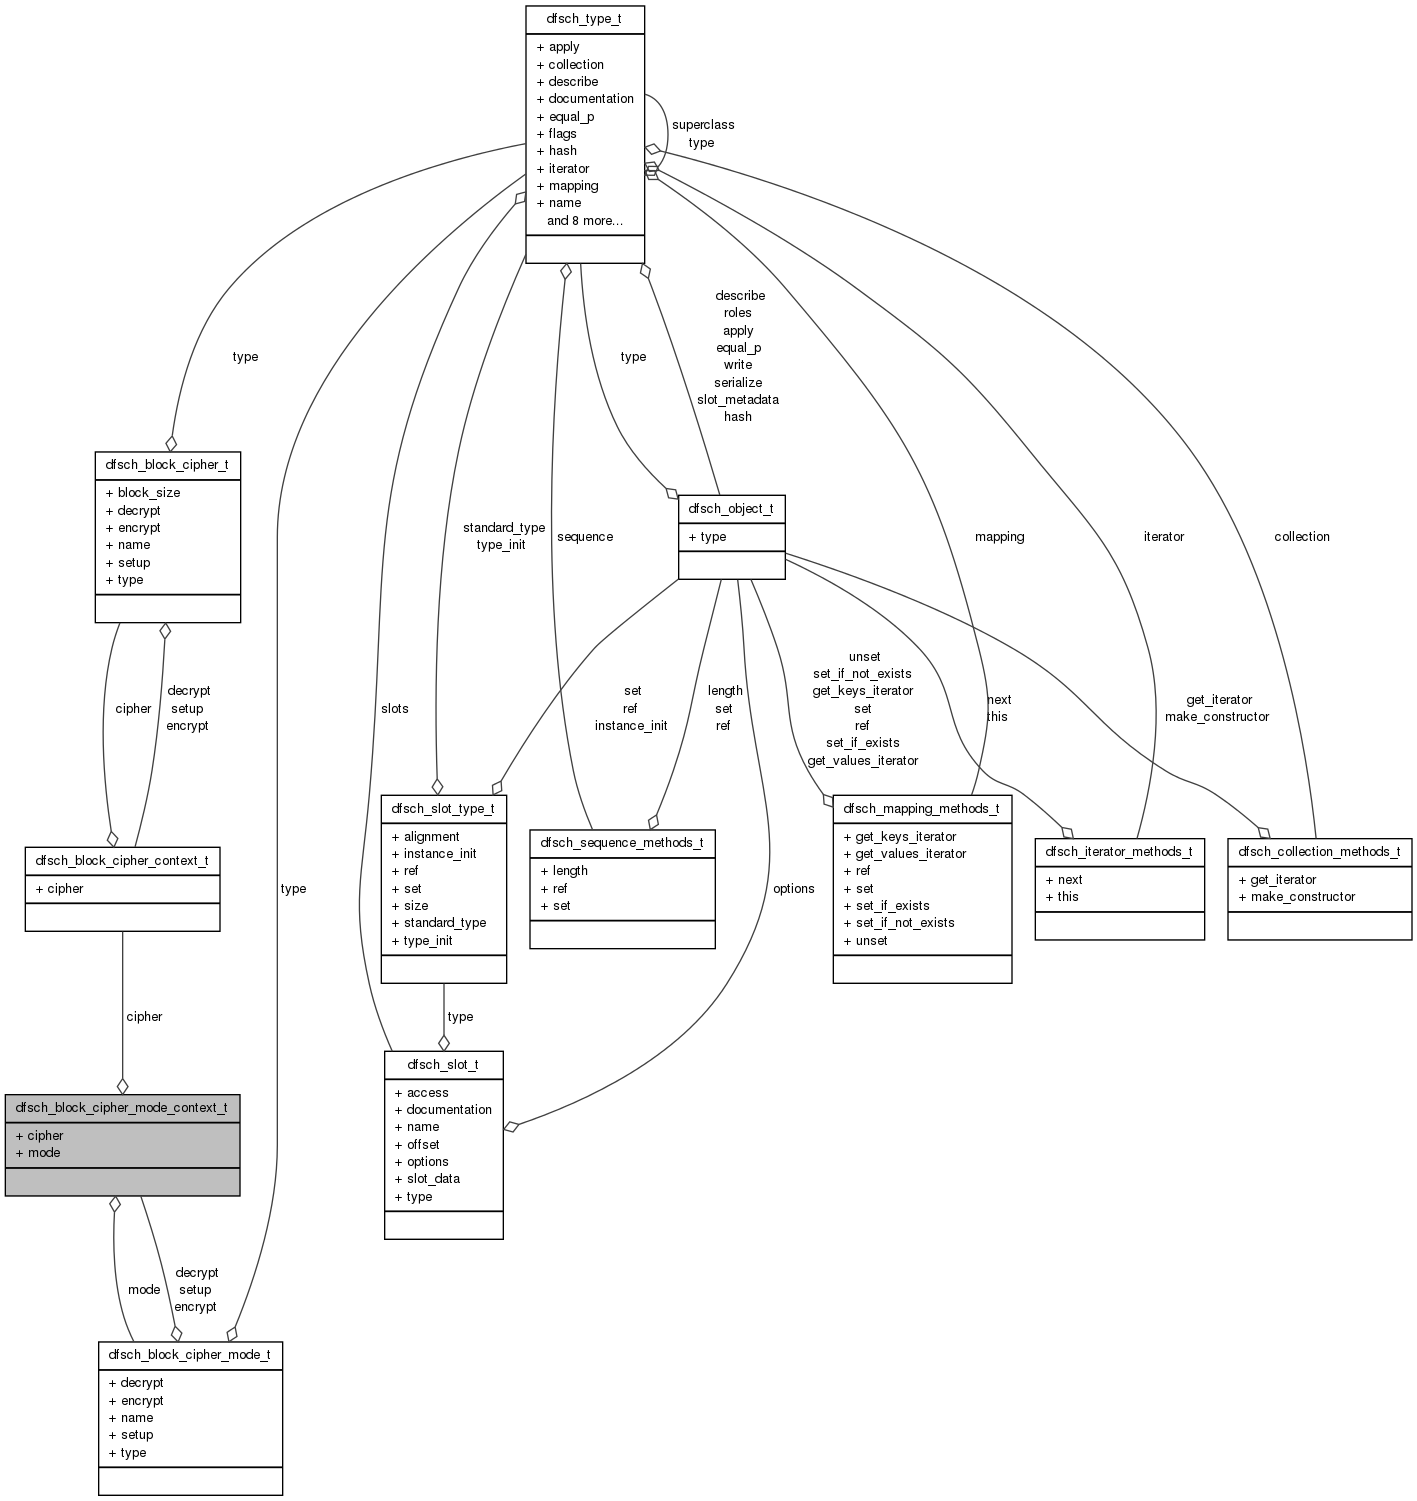 dfsch_type_t
+ apply
+ collection
+ describe
+ documentation
+ equal_p
+ flags
+ hash
+ iterator
+ mapping
+ name
and 8 more...
superclass
type
describe
roles
apply
equal_p
write
serialize
slot_metadata
hash
type
type
dfsch_block_cipher_t
+ block_size
+ decrypt
+ encrypt
+ name
+ setup
+ type
dfsch_object_t
+ type
standard_type
type_init
sequence
mapping
iterator
collection
cipher
decrypt
setup
encrypt
slots
set
ref
instance_init
length
set
ref
unset
set_if_not_exists
get_keys_iterator
set
ref
set_if_exists
get_values_iterator
next
this
get_iterator
make_constructor
dfsch_block_cipher_context_t
+ cipher
type
dfsch_slot_type_t
+ alignment
+ instance_init
+ ref
+ set
+ size
+ standard_type
+ type_init
dfsch_sequence_methods_t
+ length
+ ref
+ set
options
dfsch_mapping_methods_t
+ get_keys_iterator
+ get_values_iterator
+ ref
+ set
+ set_if_exists
+ set_if_not_exists
+ unset
dfsch_iterator_methods_t
+ next
+ this
dfsch_collection_methods_t
+ get_iterator
+ make_constructor
cipher
type
dfsch_block_cipher_mode_context_t
+ cipher
+ mode
dfsch_slot_t
+ access
+ documentation
+ name
+ offset
+ options
+ slot_data
+ type
mode
decrypt
setup
encrypt
dfsch_block_cipher_mode_t
+ decrypt
+ encrypt
+ name
+ setup
+ type